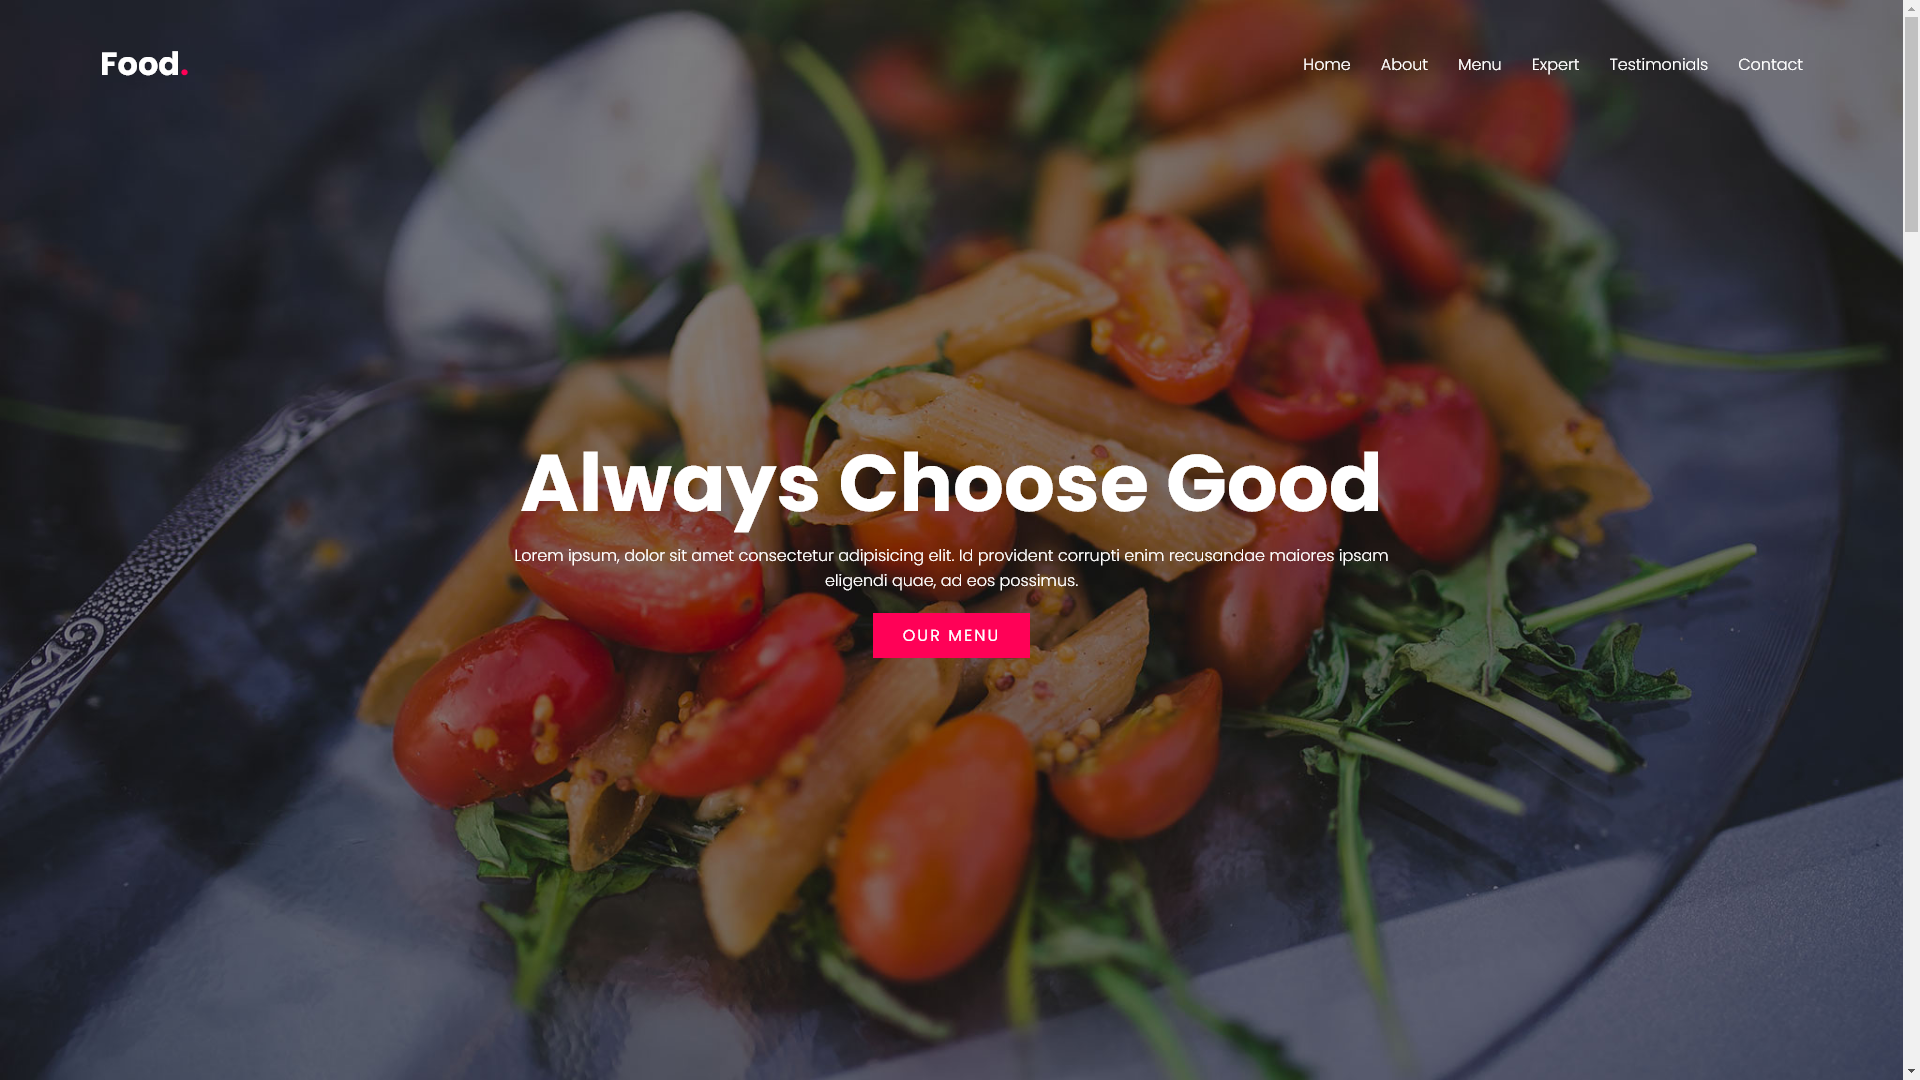 Food.
Home About Menu Expert Testimonials Contact
Always Choose Good
Lorem ipsum, dolor sit amet consectetur adipisicing elit. Id provident corrupti enim recusandae maiores ipsam
eligendi quae, ad eos possimus.
OUR MENU